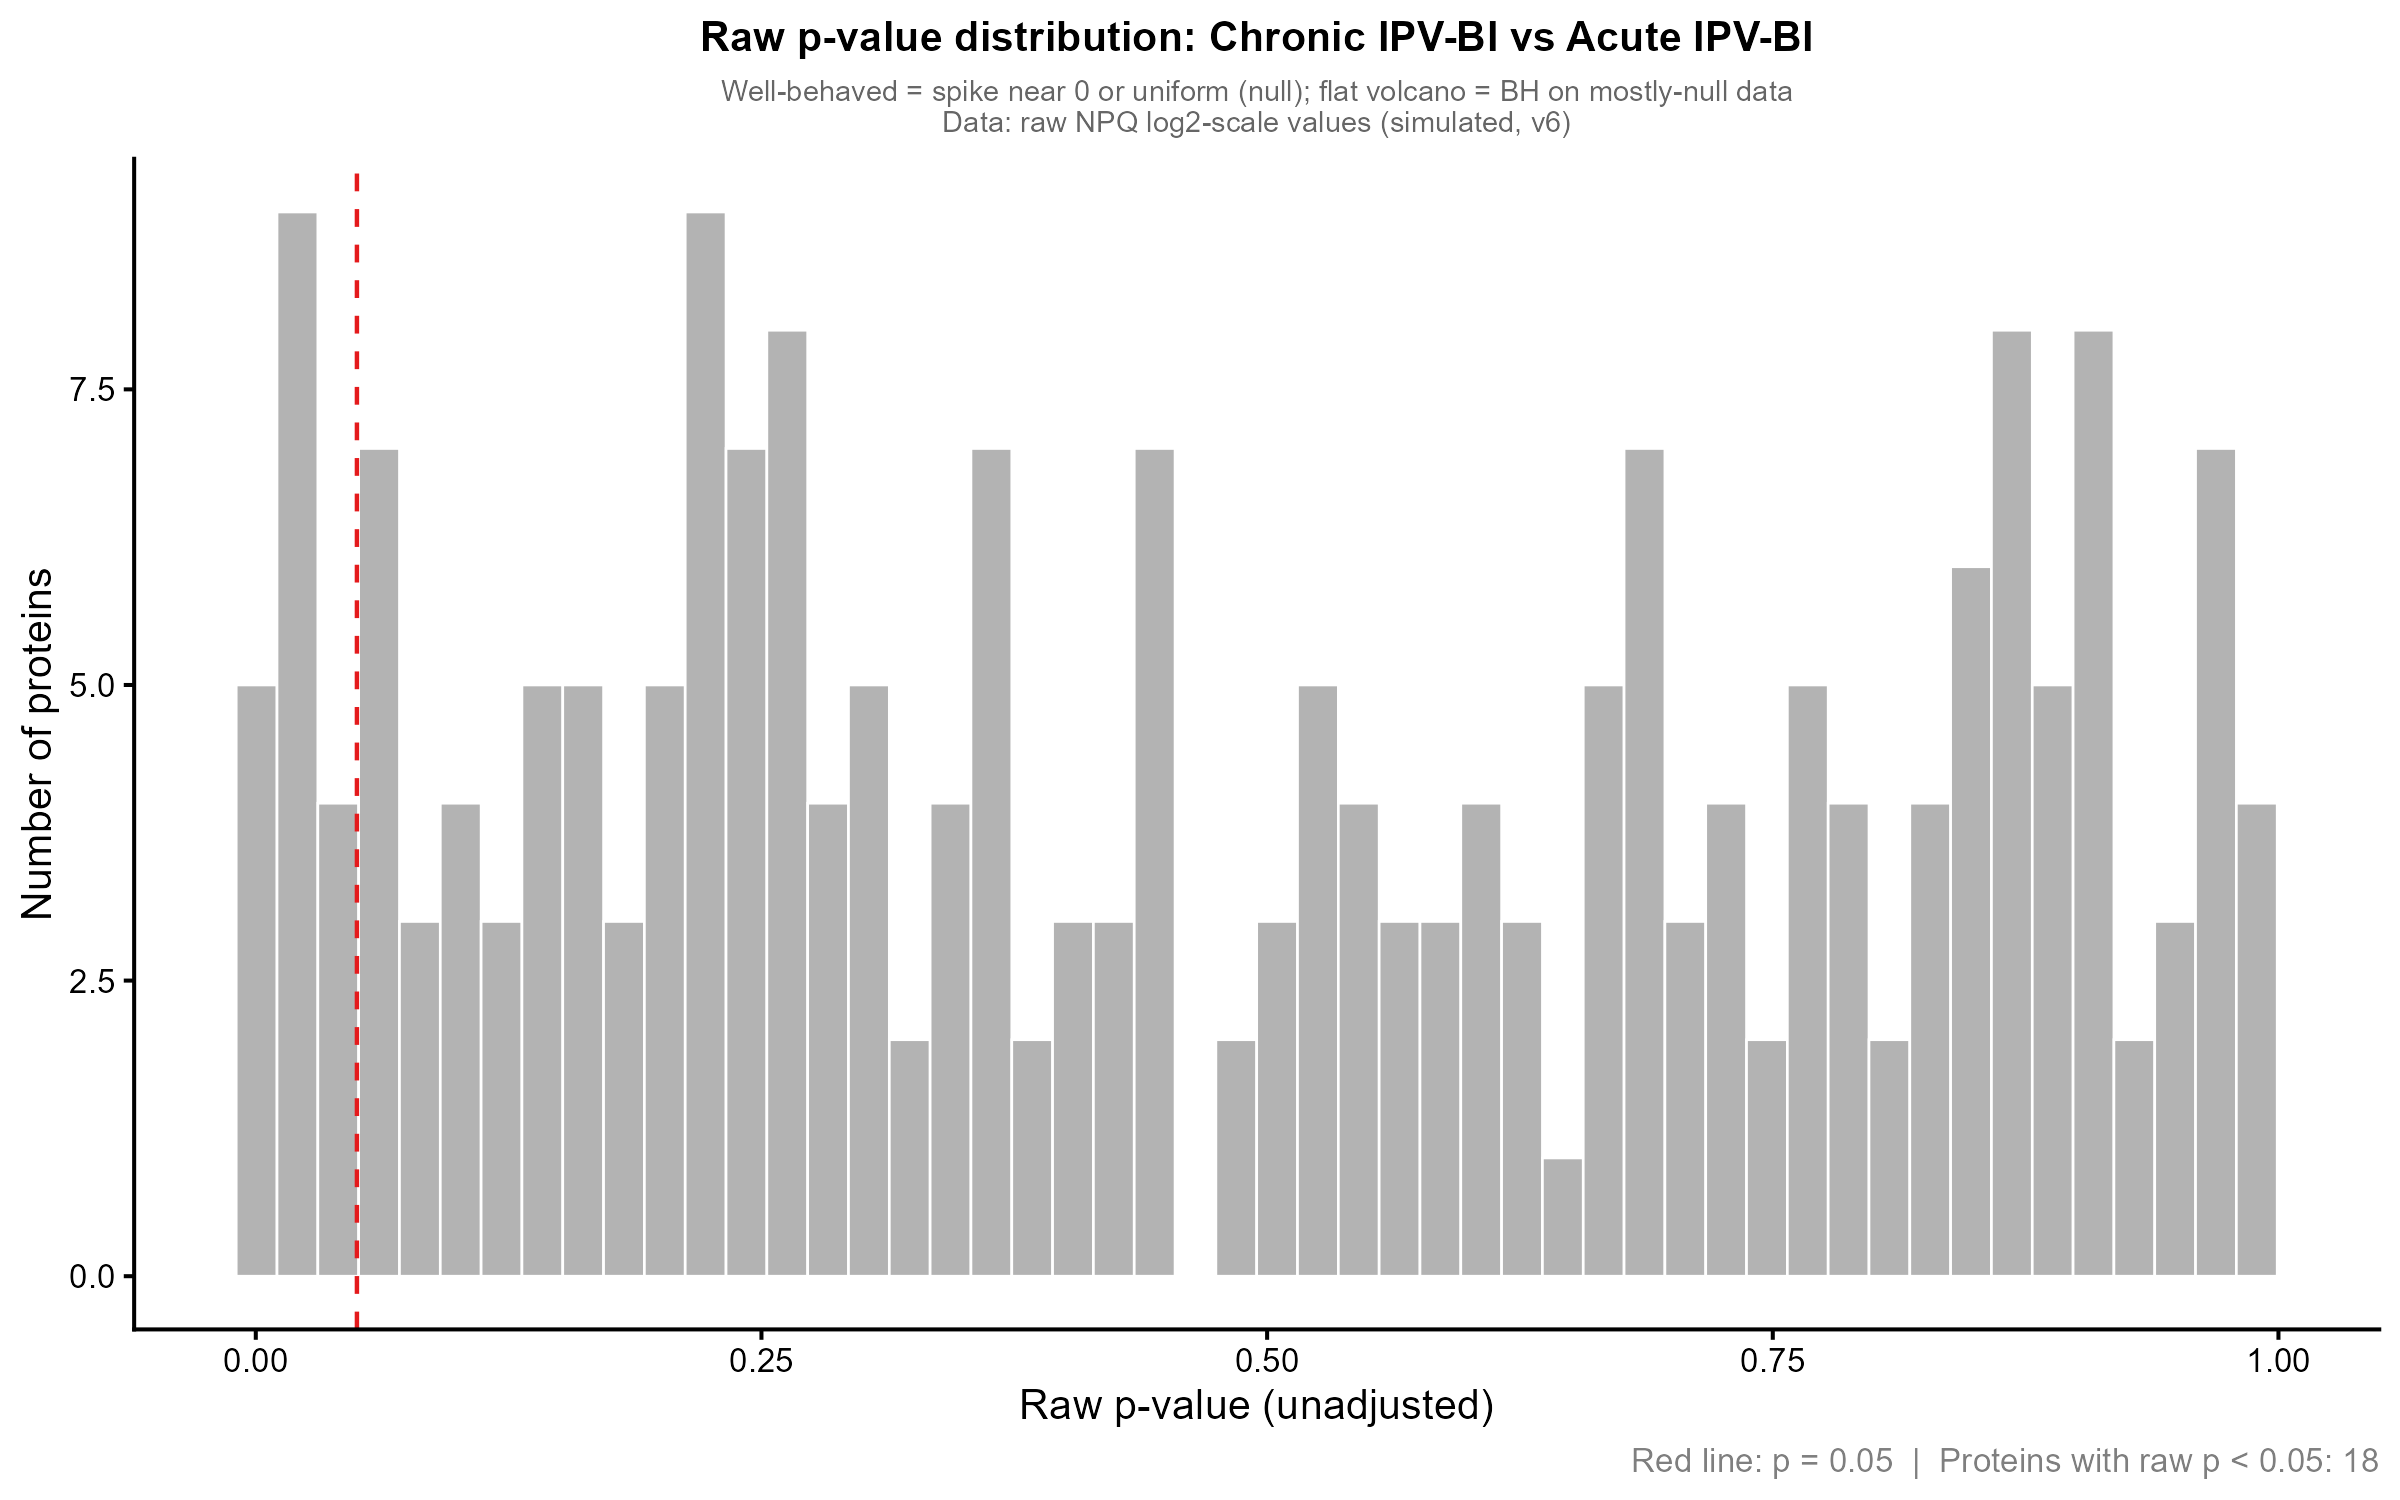 Raw p-value distribution: Chronic IPV-BI vs Acute IPV-BI
Well-behaved = spike near 0 or uniform (null); flat volcano = BH on mostly-null data
Data: raw NPQ log2-scale values (simulated, v6)
Number of proteins
7.5
5.0
2.5
0.0
0.00 0.25 0.50 0.75 1.00
Raw p-value (unadjusted)
Red line: p = 0.05 | Proteins with raw p < 0.05: 18